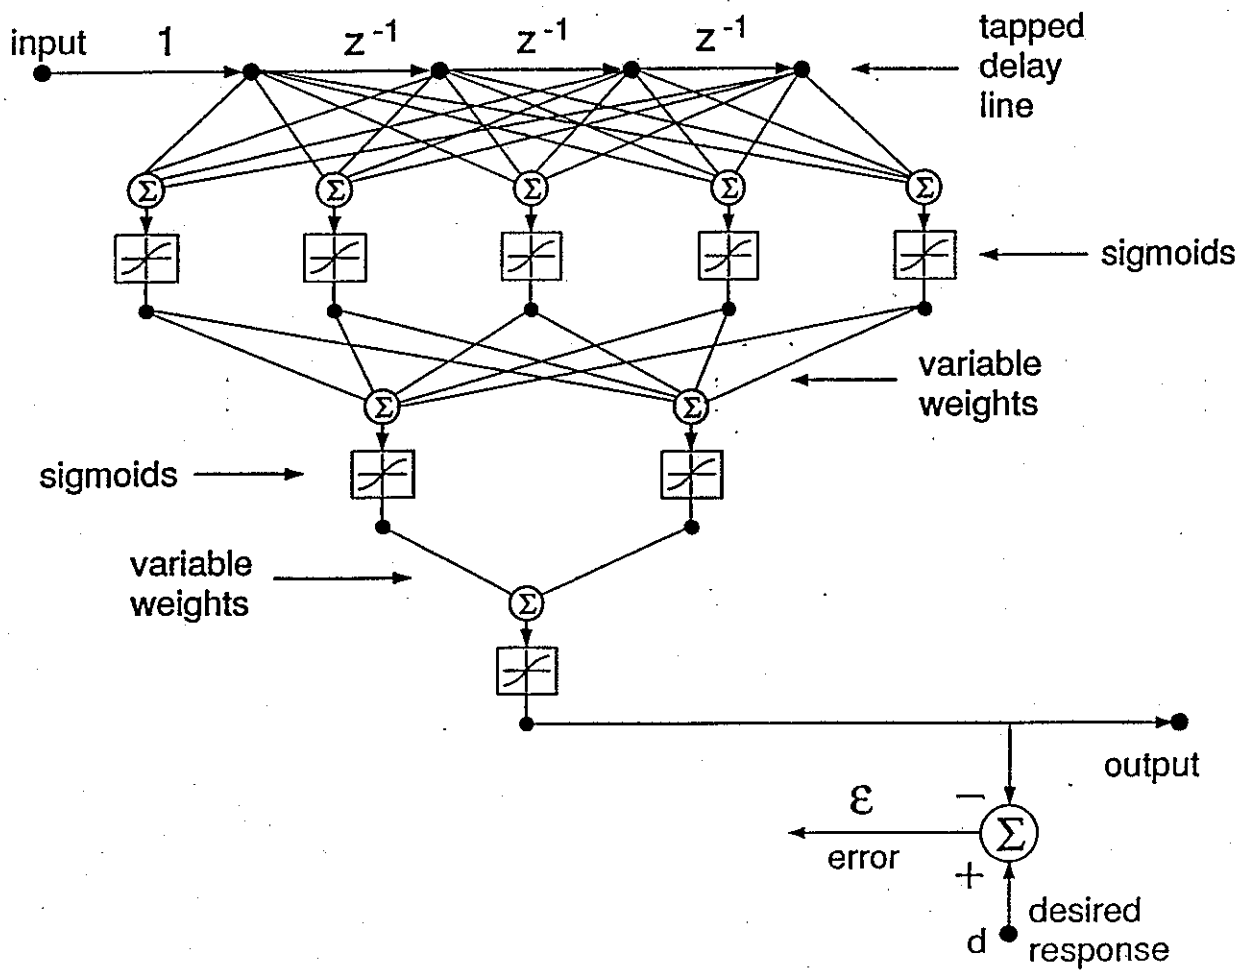 input 1 z⁻¹ z⁻¹ z⁻¹
tapped
delay
line
Σ Σ Σ Σ Σ
sigmoids
variable
weights
Σ Σ
sigmoids
variable
weights
Σ
output
ε −
Σ
error
+
desired
d
response